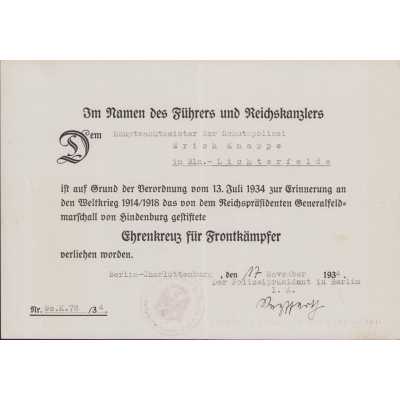 Im Namen des Führers und Reichskanzlers
Dem Hauptwachtmeister der Schutzpolizei
Erich Knappe
in Bln.-Lichterfelde
ist auf Grund der Verordnung vom 13. Juli 1934 zur Erinnerung an
den Weltkrieg 1914/1918 das von dem Reichspräsidenten Generalfeld-
marschall von Hindenburg gestiftete
Ehrenkreuz für Frontkämpfer
verliehen worden.
Berlin-Charlottenburg, den 17 November 1934.
Der Polizeipräsident in Berlin
I. A.
Nr. Wo.K.78 /34.